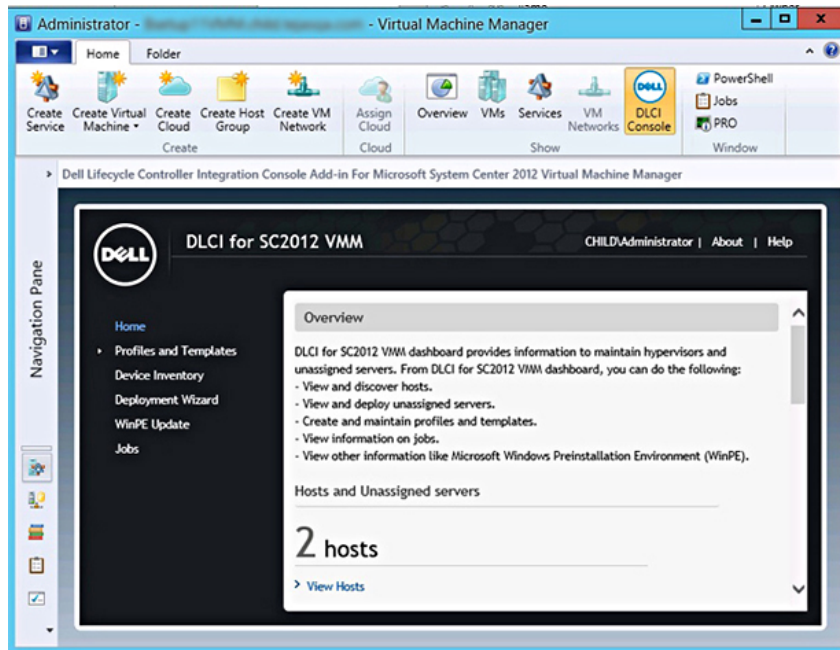 Administrator - - Virtual Machine Manager
Home Folder
Create Service
Create Virtual Machine
Create Cloud
Create Host Group
Create VM Network
Assign Cloud
Overview
VMs
Services
VM Networks
DELL
DLCI Console
PowerShell
Jobs
PRO
Create Cloud Show Window
Dell Lifecycle Controller Integration Console Add-in For Microsoft System Center 2012 Virtual Machine Manager
Navigation Pane
DELL
DLCI for SC2012 VMM
CHILD\Administrator | About | Help
Home
Profiles and Templates
Device Inventory
Deployment Wizard
WinPE Update
Jobs
Overview
DLCI for SC2012 VMM dashboard provides information to maintain hypervisors and
unassigned servers. From DLCI for SC2012 VMM dashboard, you can do the following:
- View and discover hosts.
- View and deploy unassigned servers.
- Create and maintain profiles and templates.
- View information on jobs.
- View other information like Microsoft Windows Preinstallation Environment (WinPE).
Hosts and Unassigned servers
2 hosts
View Hosts